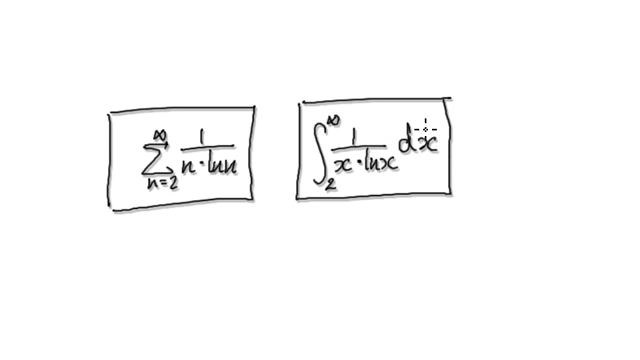 ∑_{n=2}^{∞} 1/(n·ln n)
∫_{2}^{∞} 1/(x·ln x) dx